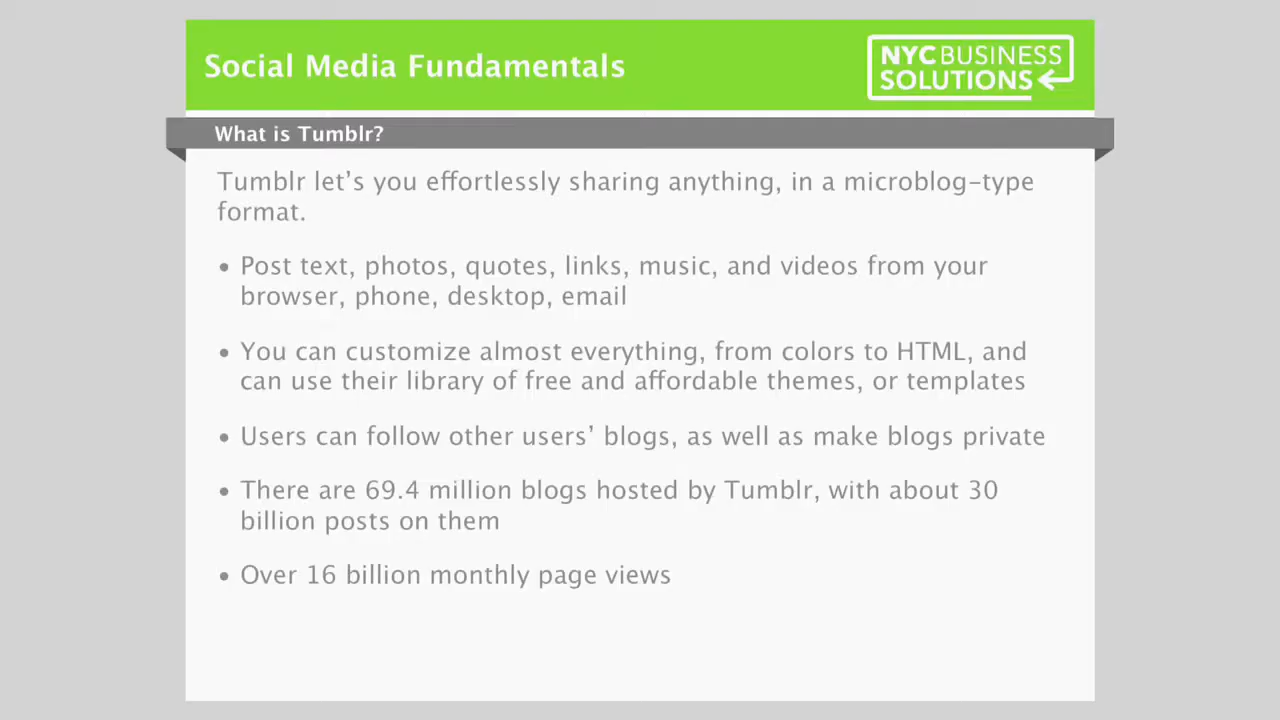 Social Media Fundamentals
NYC BUSINESS
SOLUTIONS
What is Tumblr?
Tumblr let’s you effortlessly sharing anything, in a microblog-type
format.
• Post text, photos, quotes, links, music, and videos from your
browser, phone, desktop, email
• You can customize almost everything, from colors to HTML, and
can use their library of free and affordable themes, or templates
• Users can follow other users’ blogs, as well as make blogs private
• There are 69.4 million blogs hosted by Tumblr, with about 30
billion posts on them
• Over 16 billion monthly page views